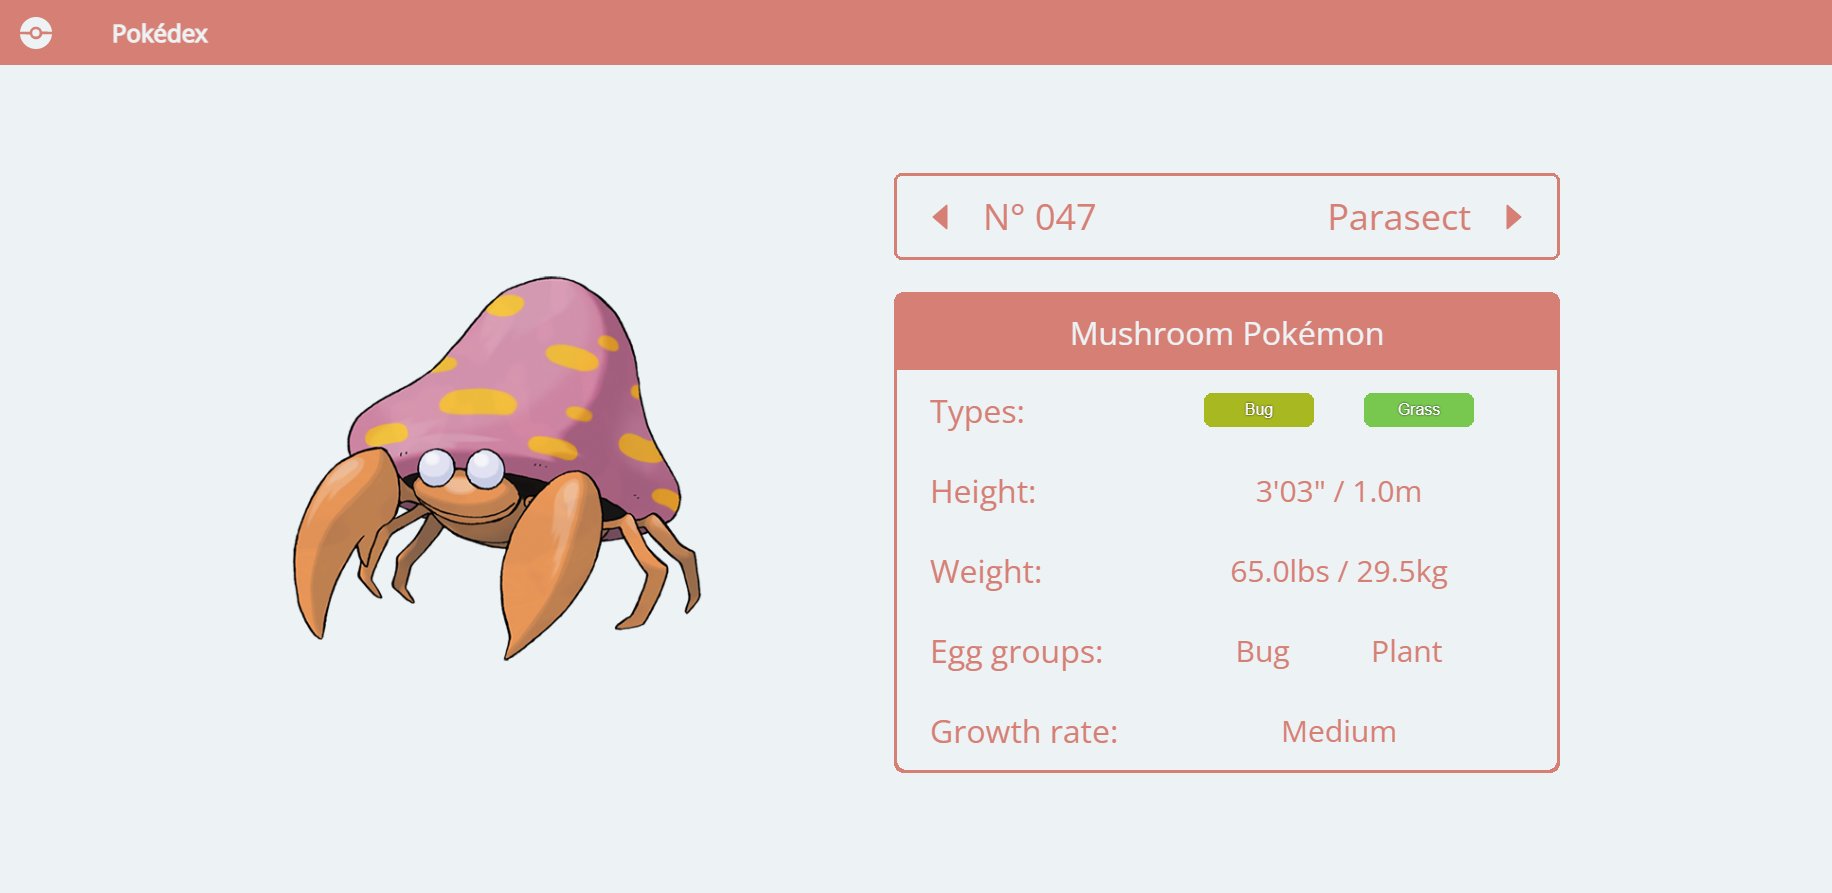 Pokédex
N° 047 Parasect
Mushroom Pokémon
Types: Bug Grass
Height: 3'03" / 1.0m
Weight: 65.0lbs / 29.5kg
Egg groups: Bug Plant
Growth rate: Medium